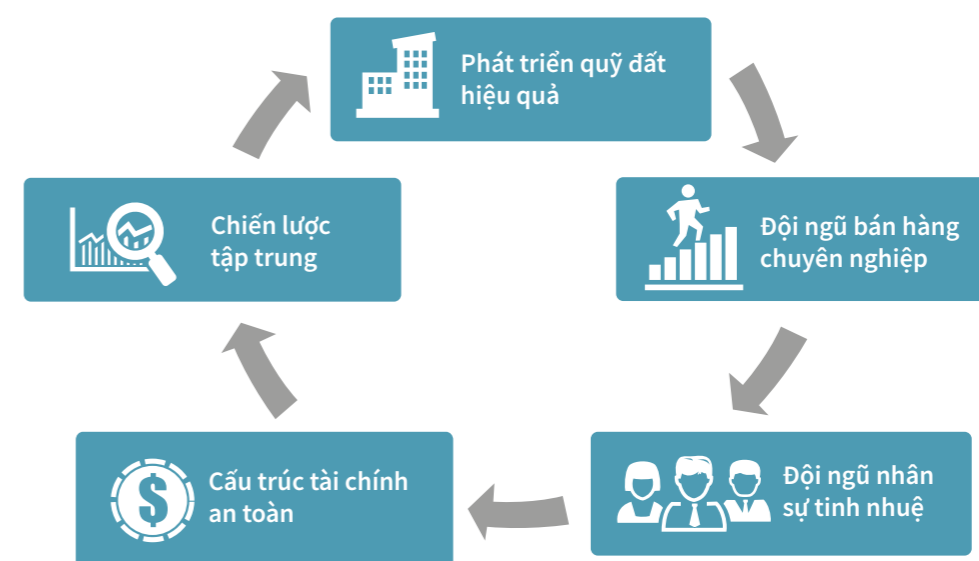 Phát triển quỹ đất
hiệu quả
Đội ngũ bán hàng
chuyên nghiệp
Đội ngũ nhân
sự tinh nhuệ
Cấu trúc tài chính
an toàn
Chiến lược
tập trung